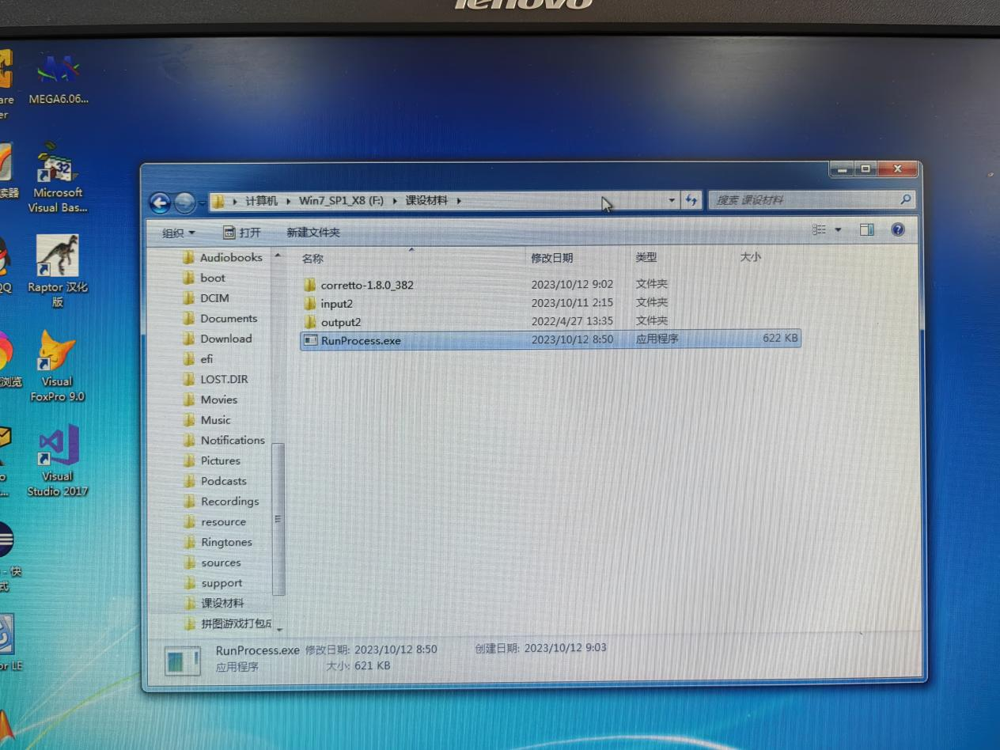 lenovo
are
er
MEGA6.06...
读器
Microsoft
Visual Bas...
QQ
Raptor 汉化
版
浏览
Visual
FoxPro 9.0
Visual
Studio 2017
- 快
式
or LE
计算机 Win7_SP1_X8 (F:) 课设材料
搜索 课设材料
组织 打开 新建文件夹
名称 修改日期 类型 大小
corretto-1.8.0_382 2023/10/12 9:02 文件夹
input2 2023/10/11 2:15 文件夹
output2 2022/4/27 13:35 文件夹
RunProcess.exe 2023/10/12 8:50 应用程序 622 KB
Audiobooks
boot
DCIM
Documents
Download
efi
LOST.DIR
Movies
Music
Notifications
Pictures
Podcasts
Recordings
resource
Ringtones
sources
support
课设材料
拼图游戏打包
RunProcess.exe 修改日期: 2023/10/12 8:50 创建日期: 2023/10/12 9:03
应用程序 大小: 621 KB